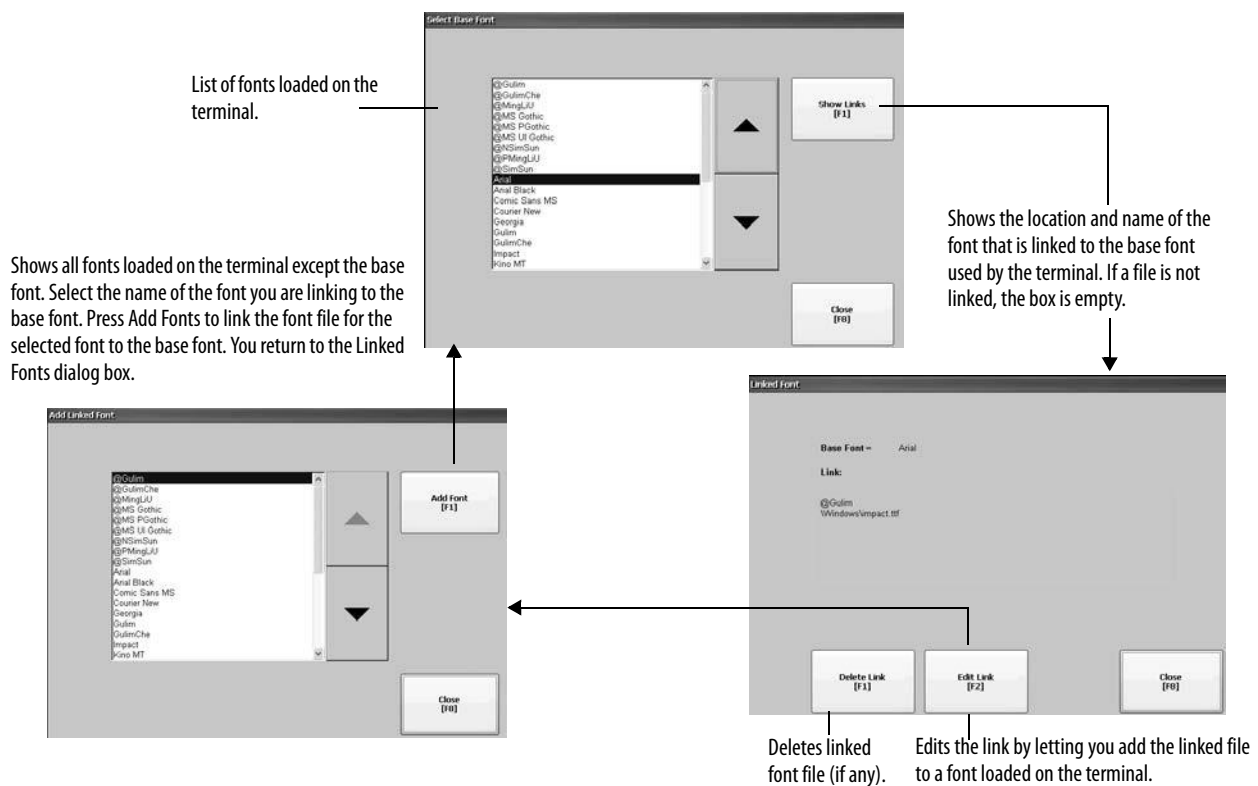 Select Base Font
List of fonts loaded on the
terminal.
@Gulim
@GulimChe
@MingLiU
@MS Gothic
@MS PGothic
@MS UI Gothic
@NSimSun
@PMingLiU
@SimSun
Arial
Arial Black
Comic Sans MS
Courier New
Georgia
Gulim
GulimChe
Impact
Kino MT
Show Links
[F1]
Close
[F8]
Shows the location and name of the
font that is linked to the base font
used by the terminal. If a file is not
linked, the box is empty.
Shows all fonts loaded on the terminal except the base
font. Select the name of the font you are linking to the
base font. Press Add Fonts to link the font file for the
selected font to the base font. You return to the Linked
Fonts dialog box.
Add Linked Font
@Gulim
@GulimChe
@MingLiU
@MS Gothic
@MS PGothic
@MS UI Gothic
@NSimSun
@PMingLiU
@SimSun
Arial
Arial Black
Comic Sans MS
Courier New
Georgia
Gulim
GulimChe
Impact
Kino MT
Add Font
[F1]
Close
[F8]
Linked Font
Base Font - Arial
Link:
@Gulim
\Windows\impact.ttf
Delete Link
[F1]
Edit Link
[F2]
Close
[F8]
Deletes linked
font file (if any).
Edits the link by letting you add the linked file
to a font loaded on the terminal.